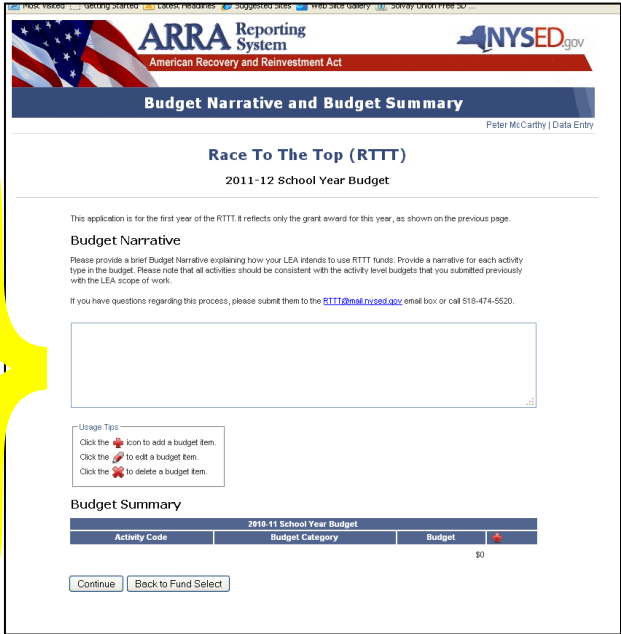 Most Visited Getting Started Latest Headlines Suggested Sites Web Slice Gallery Solvay Union Free SD ...
ARRA Reporting System
NYSED.gov
American Recovery and Reinvestment Act
Budget Narrative and Budget Summary
Peter McCarthy | Data Entry
Race To The Top (RTTT)
2011-12 School Year Budget
This application is for the first year of the RTTT. It reflects only the grant award for this year, as shown on the previous page.
Budget Narrative
Please provide a brief Budget Narrative explaining how your LEA intends to use RTTT funds. Provide a narrative for each activity
type in the budget. Please note that all activities should be consistent with the activity level budgets that you submitted previously
with the LEA scope of work.
If you have questions regarding this process, please submit them to the RTTT@mail.nysed.gov email box or call 518-474-5520.
Usage Tips
Click the icon to add a budget item.
Click the to edit a budget item.
Click the to delete a budget item.
Budget Summary
2010-11 School Year Budget
Activity Code Budget Category Budget
$0
Continue Back to Fund Select